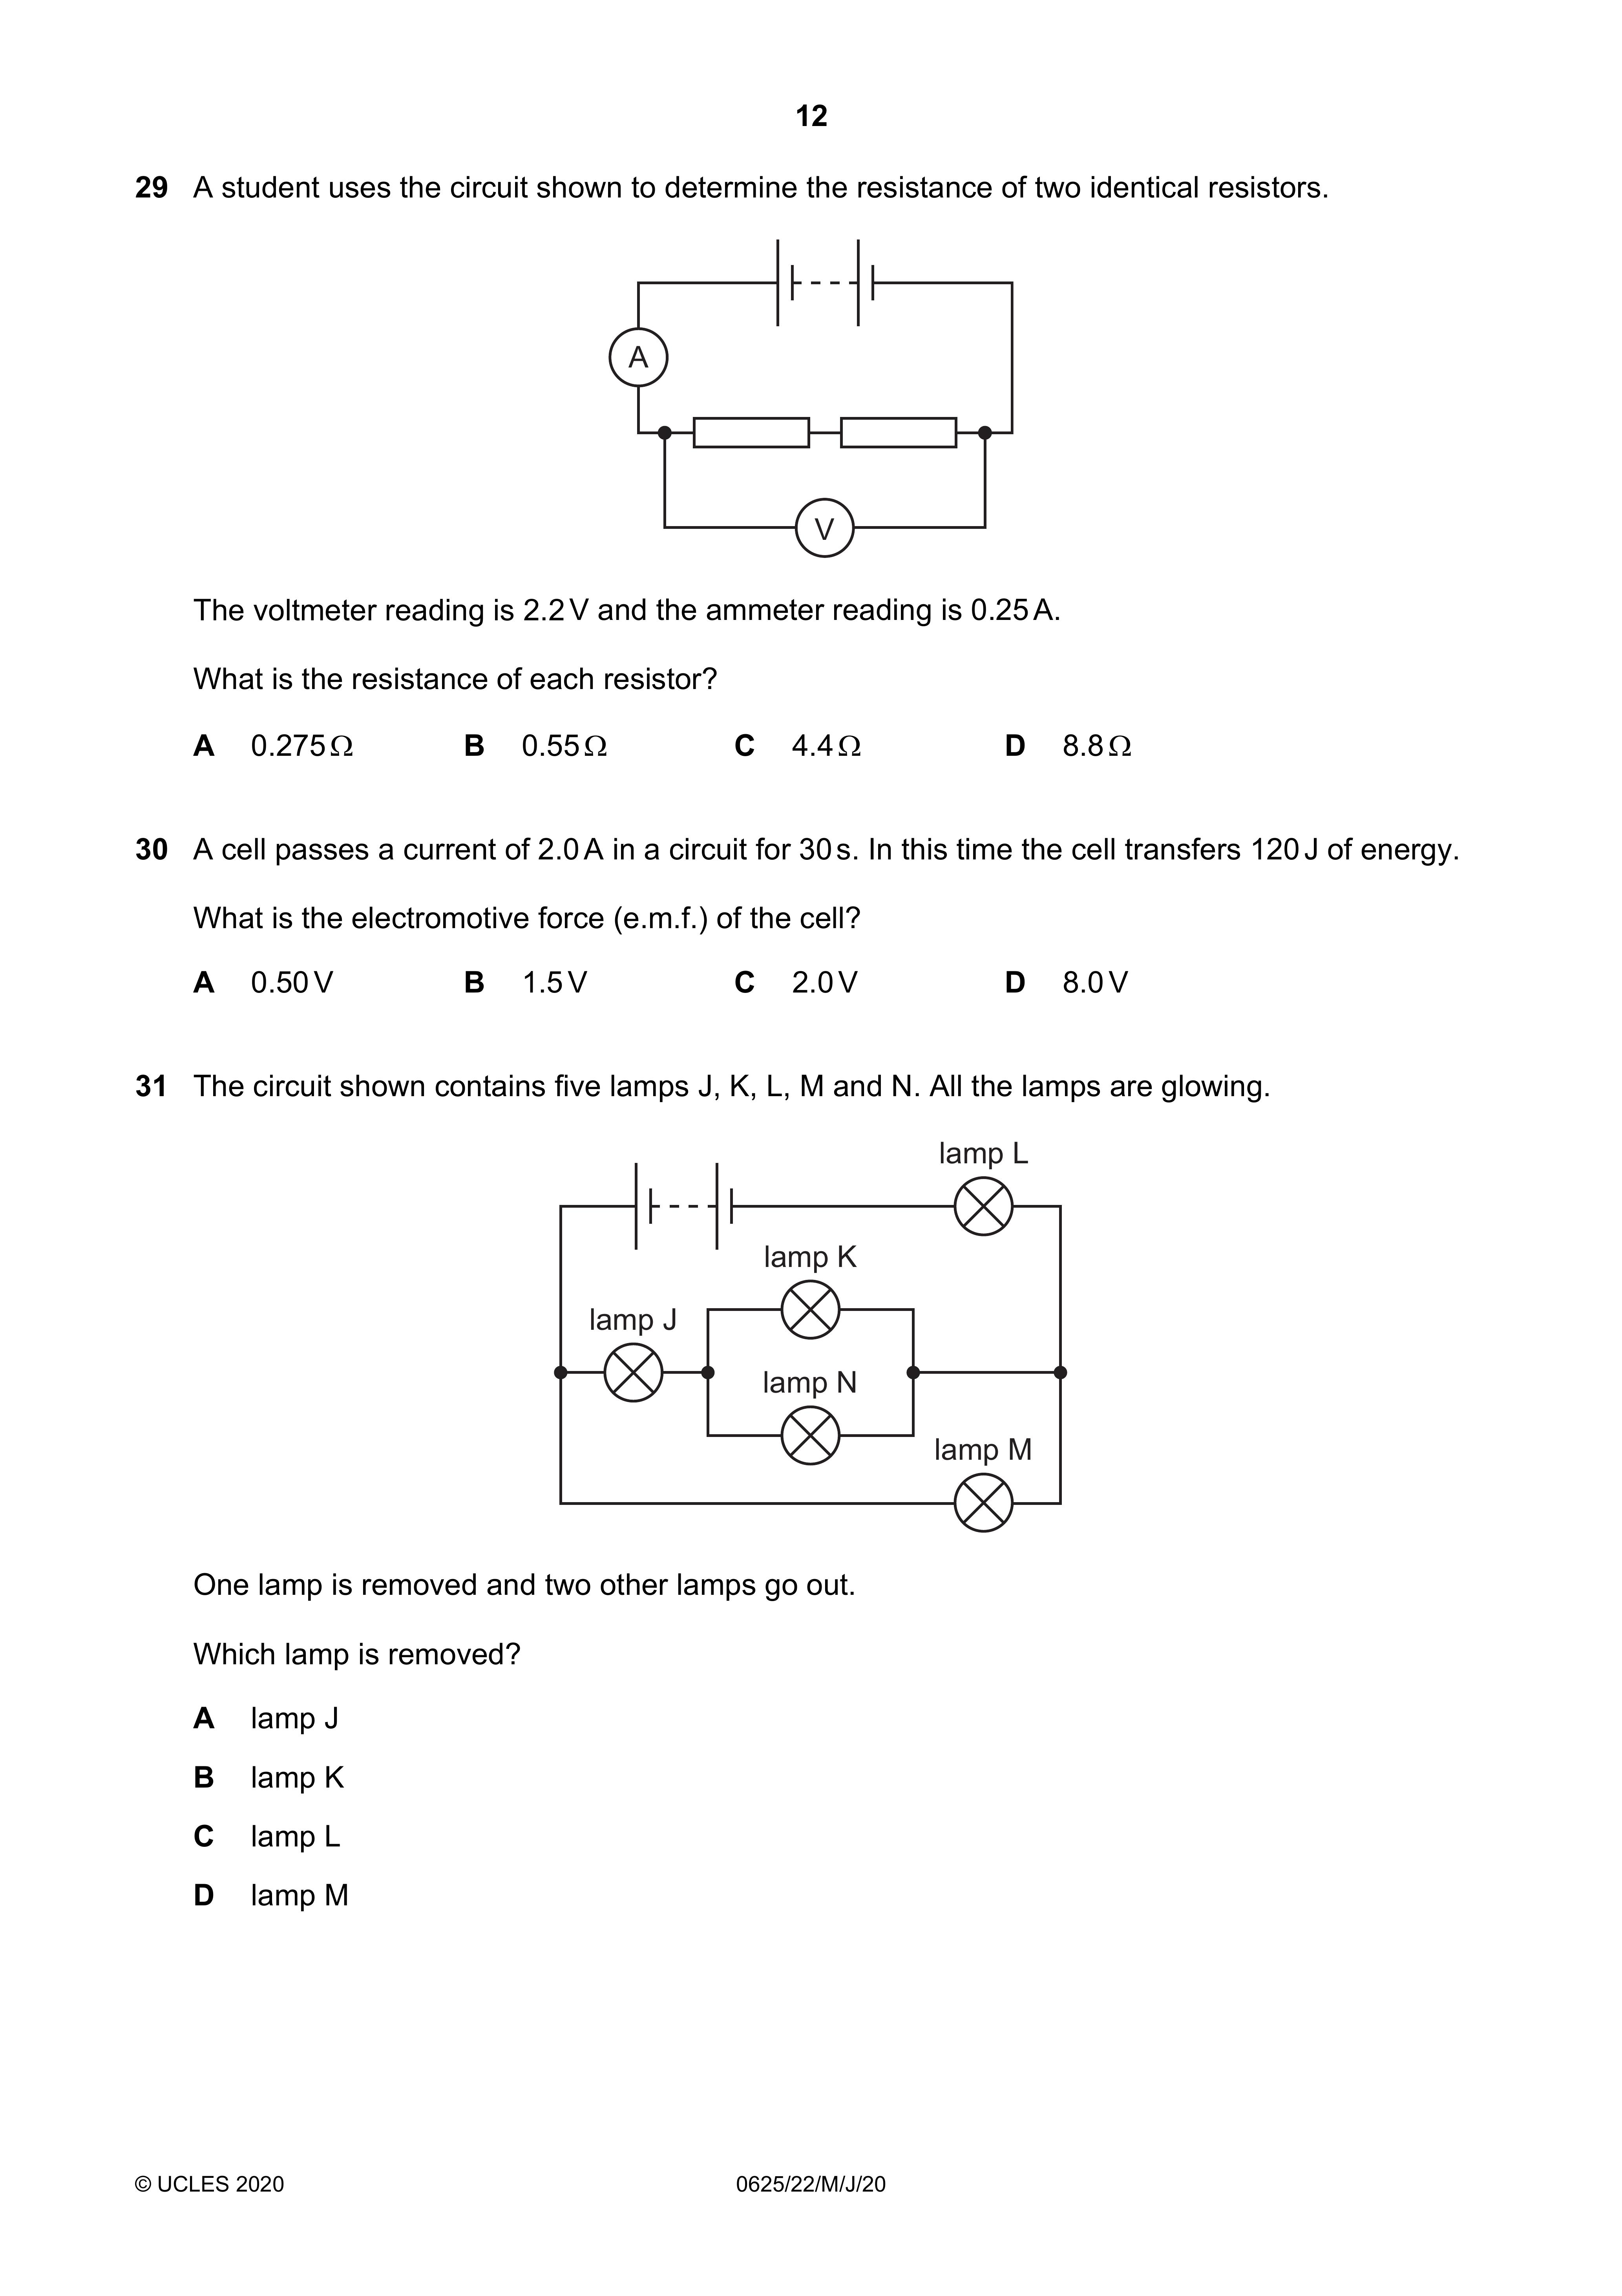 12
29 A student uses the circuit shown to determine the resistance of two identical resistors.
A
V
The voltmeter reading is 2.2 V and the ammeter reading is 0.25 A.
What is the resistance of each resistor?
A 0.275 Ω B 0.55 Ω C 4.4 Ω D 8.8 Ω
30 A cell passes a current of 2.0 A in a circuit for 30 s. In this time the cell transfers 120 J of energy.
What is the electromotive force (e.m.f.) of the cell?
A 0.50 V B 1.5 V C 2.0 V D 8.0 V
31 The circuit shown contains five lamps J, K, L, M and N. All the lamps are glowing.
lamp L
lamp K
lamp J
lamp N
lamp M
One lamp is removed and two other lamps go out.
Which lamp is removed?
A lamp J
B lamp K
C lamp L
D lamp M
© UCLES 2020 0625/22/M/J/20